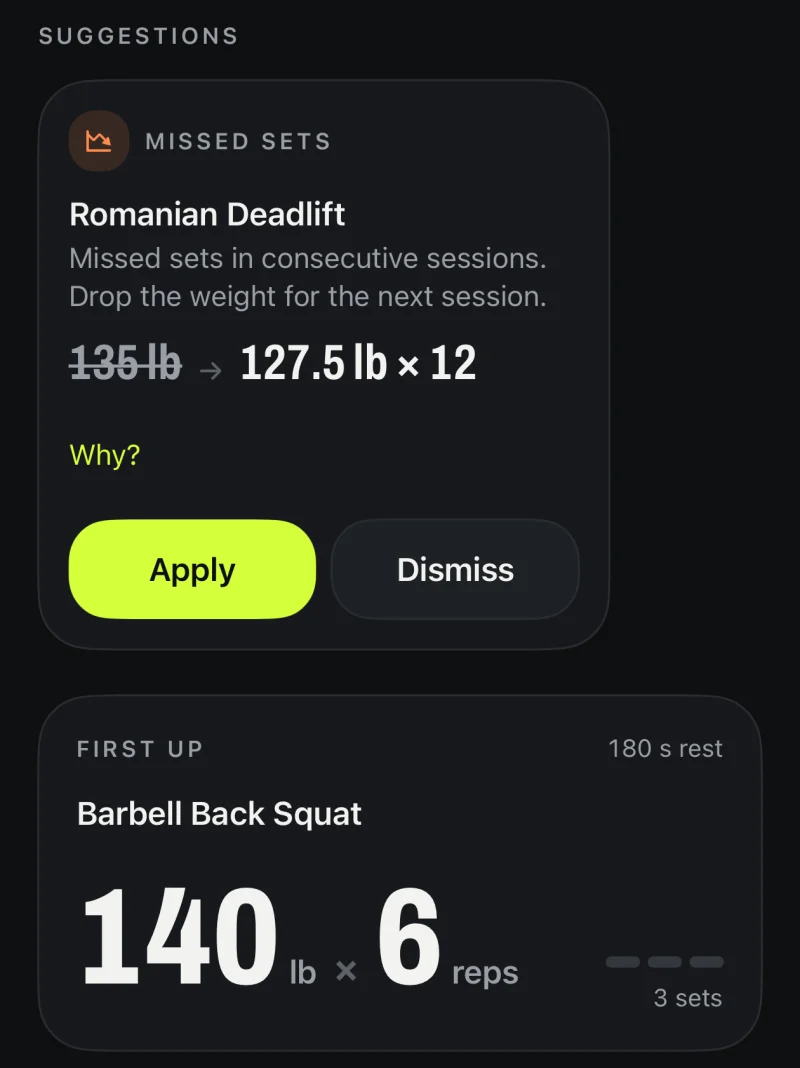 SUGGESTIONS
MISSED SETS
Romanian Deadlift
Missed sets in consecutive sessions.
Drop the weight for the next session.
135 lb → 127.5 lb × 12
Why?
Apply Dismiss
FIRST UP 180 s rest
Barbell Back Squat
140 lb × 6 reps
3 sets